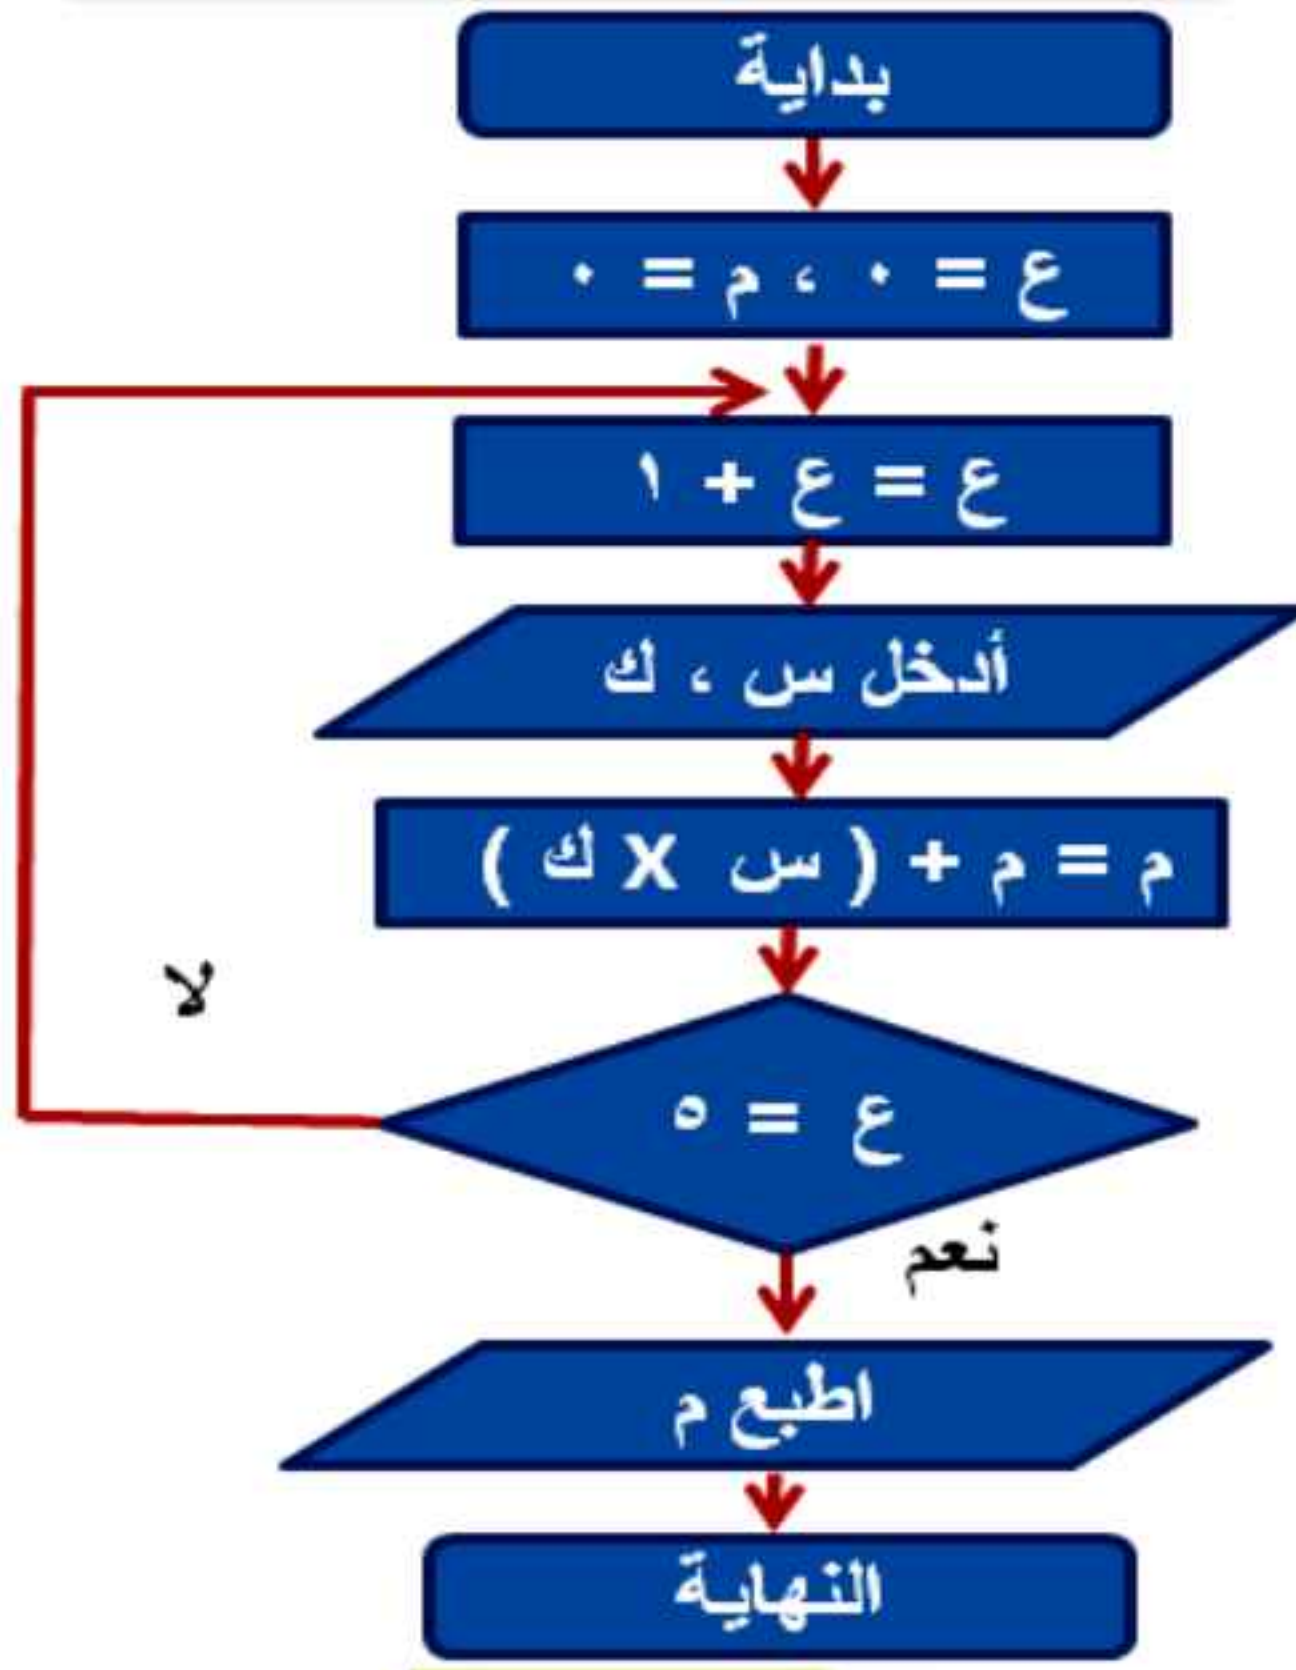 بداية
ع = ٠ ، م = ٠
ع = ع + ١
أدخل س ، ك
م = م + ( س X ك )
لا
ع = ٥
نعم
اطبع م
النهاية